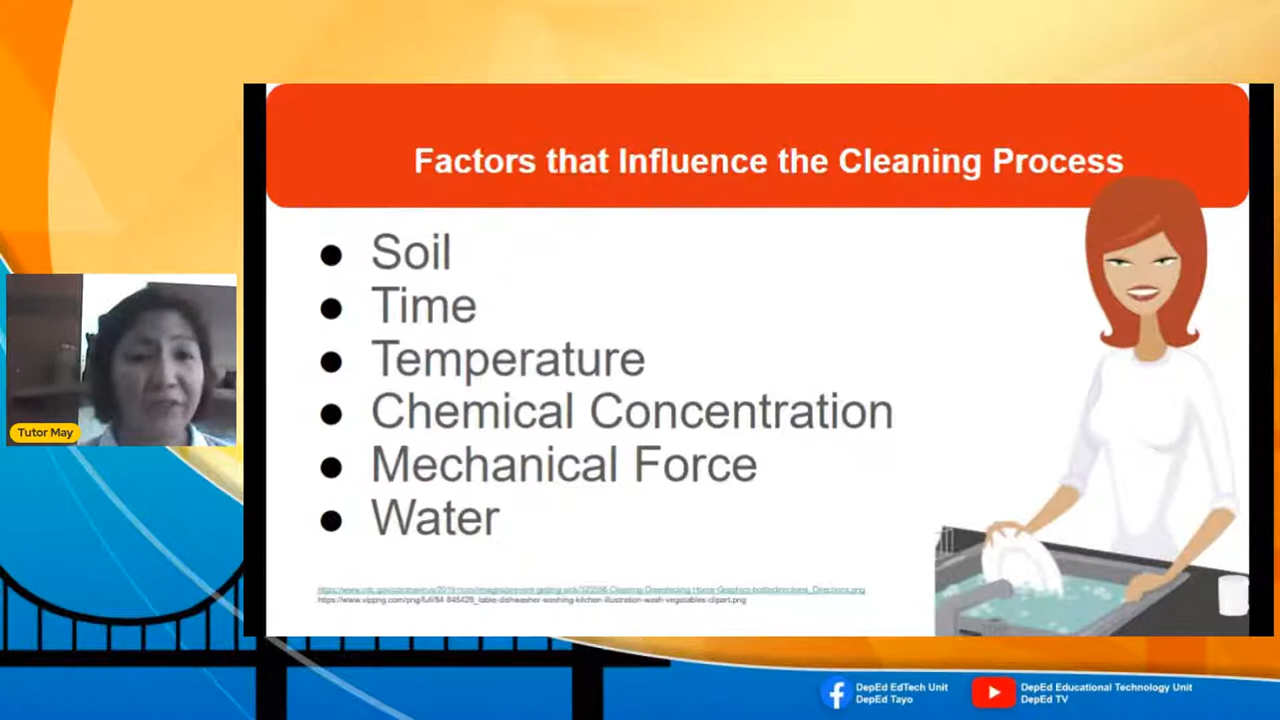 Factors that Influence the Cleaning Process
● Soil
● Time
● Temperature
● Chemical Concentration
● Mechanical Force
● Water
Tutor May
DepEd EdTech Unit
DepEd Tayo
DepEd Educational Technology Unit
DepEd TV